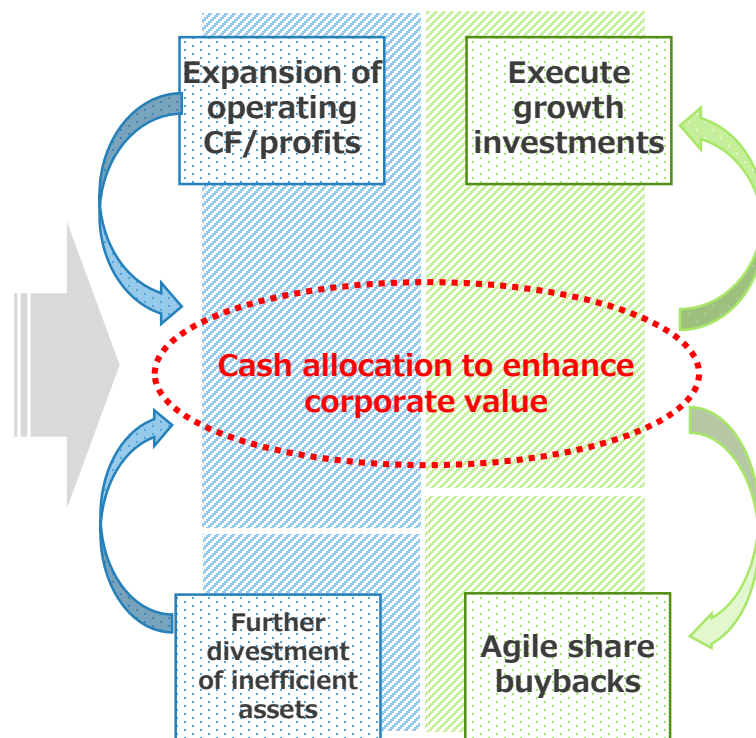 Expansion of
operating
CF/profits
Execute
growth
investments
Cash allocation to enhance
corporate value
Further
divestment
of inefficient
assets
Agile share
buybacks